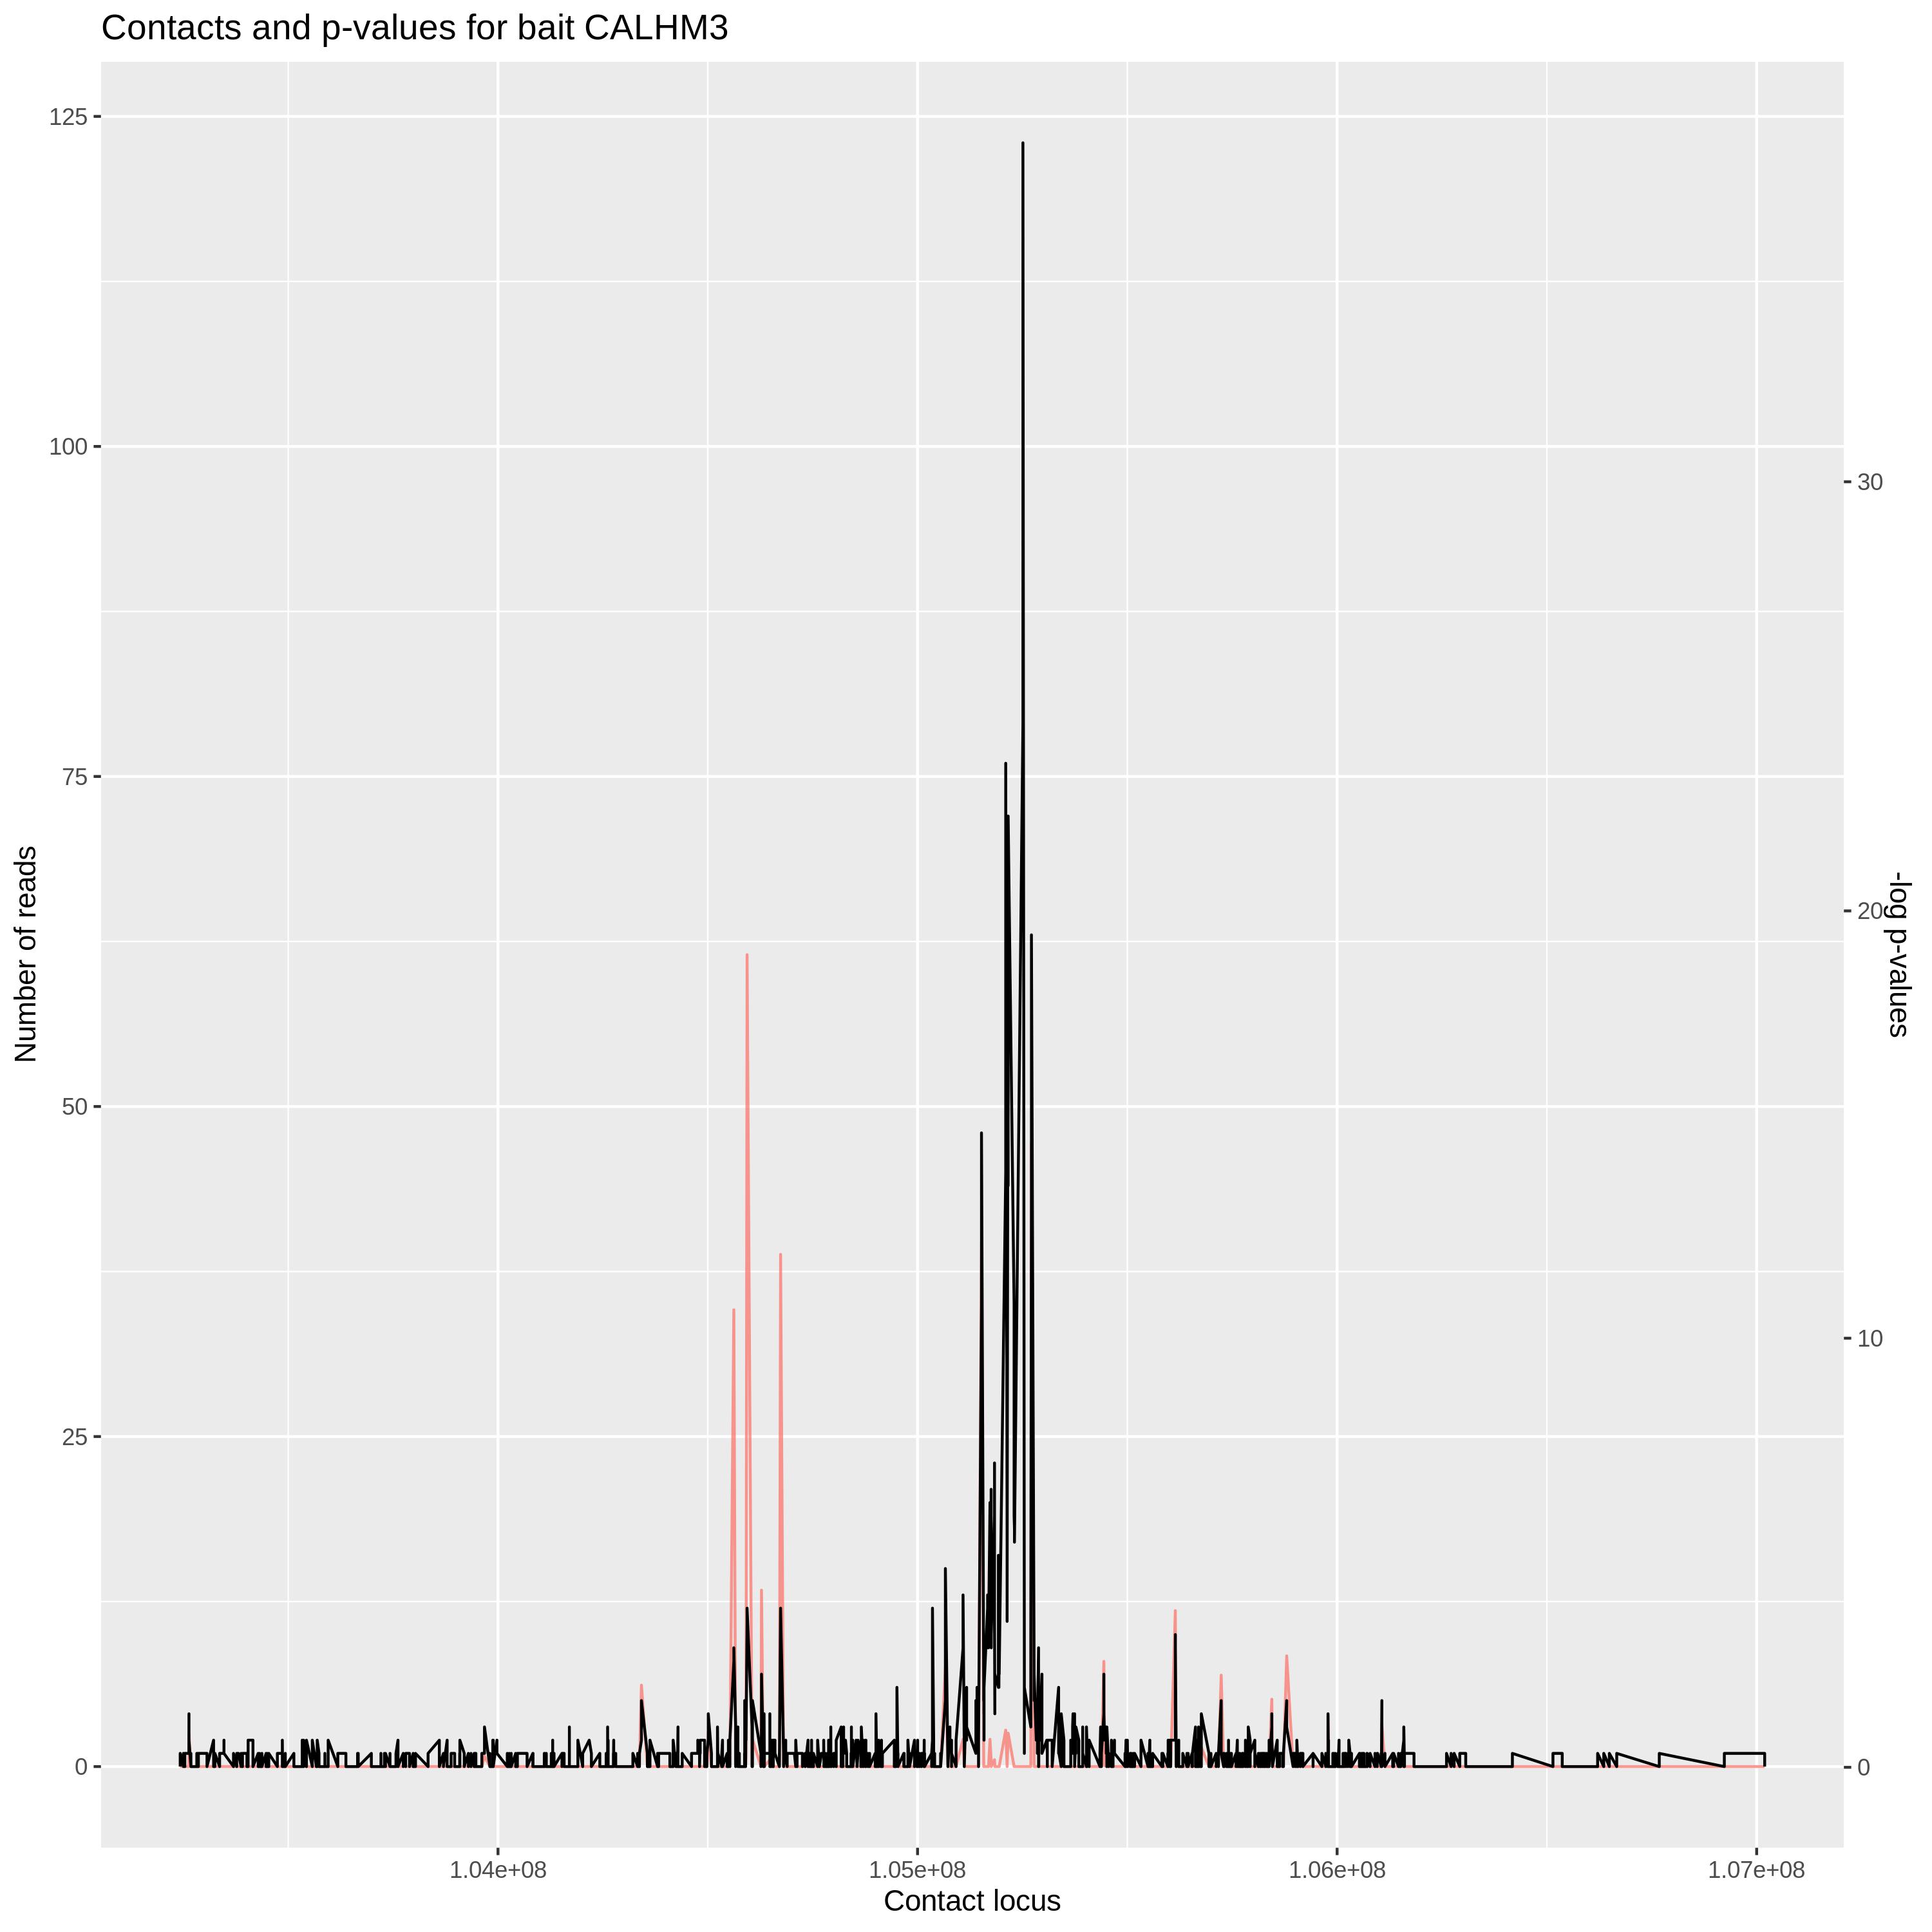 Contacts and p-values for bait CALHM3
125
100
75
50
25
0
Number of reads
30
20
10
0
-log p-values
1.04e+08
1.05e+08
1.06e+08
1.07e+08
Contact locus